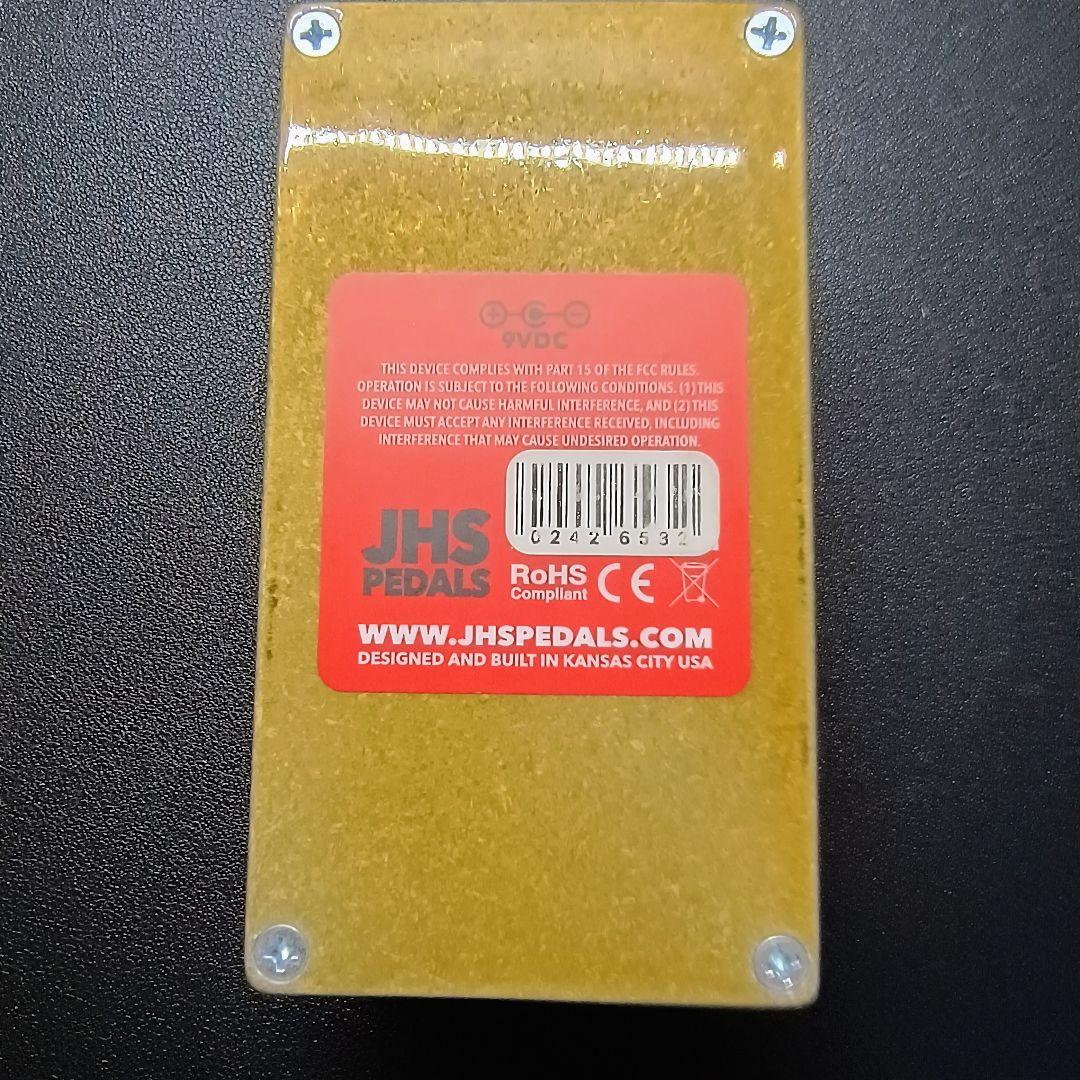 9VDC
THIS DEVICE COMPLIES WITH PART 15 OF THE FCC RULES.
OPERATION IS SUBJECT TO THE FOLLOWING CONDITIONS. (1) THIS
DEVICE MAY NOT CAUSE HARMFUL INTERFERENCE, AND (2) THIS
DEVICE MUST ACCEPT ANY INTERFERENCE RECEIVED, INCLUDING
INTERFERENCE THAT MAY CAUSE UNDESIRED OPERATION.
02426532
JHS
PEDALS
RoHS
Compliant
CE
WWW.JHSPEDALS.COM
DESIGNED AND BUILT IN KANSAS CITY USA